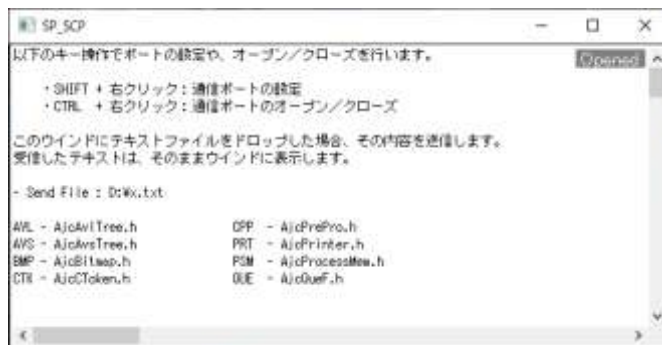 SP_SCP
以下のキー操作でポートの設定や、オープン／クローズを行います。
Opened
・SHIFT + 右クリック：通信ポートの設定
・CTRL + 右クリック：通信ポートのオープン／クローズ
このウインドにテキストファイルをドロップした場合、その内容を送信します。
受信したテキストは、そのままウインドに表示します。
- Send File : D:¥x.txt
AVL - AjcAvlTree.h CPP - AjcPrePro.h
AVS - AjcAvsTree.h PRT - AjcPrinter.h
BMP - AjcBitmap.h PSM - AjcProcessMem.h
CTK - AjcCToken.h QUE - AjcQueF.h